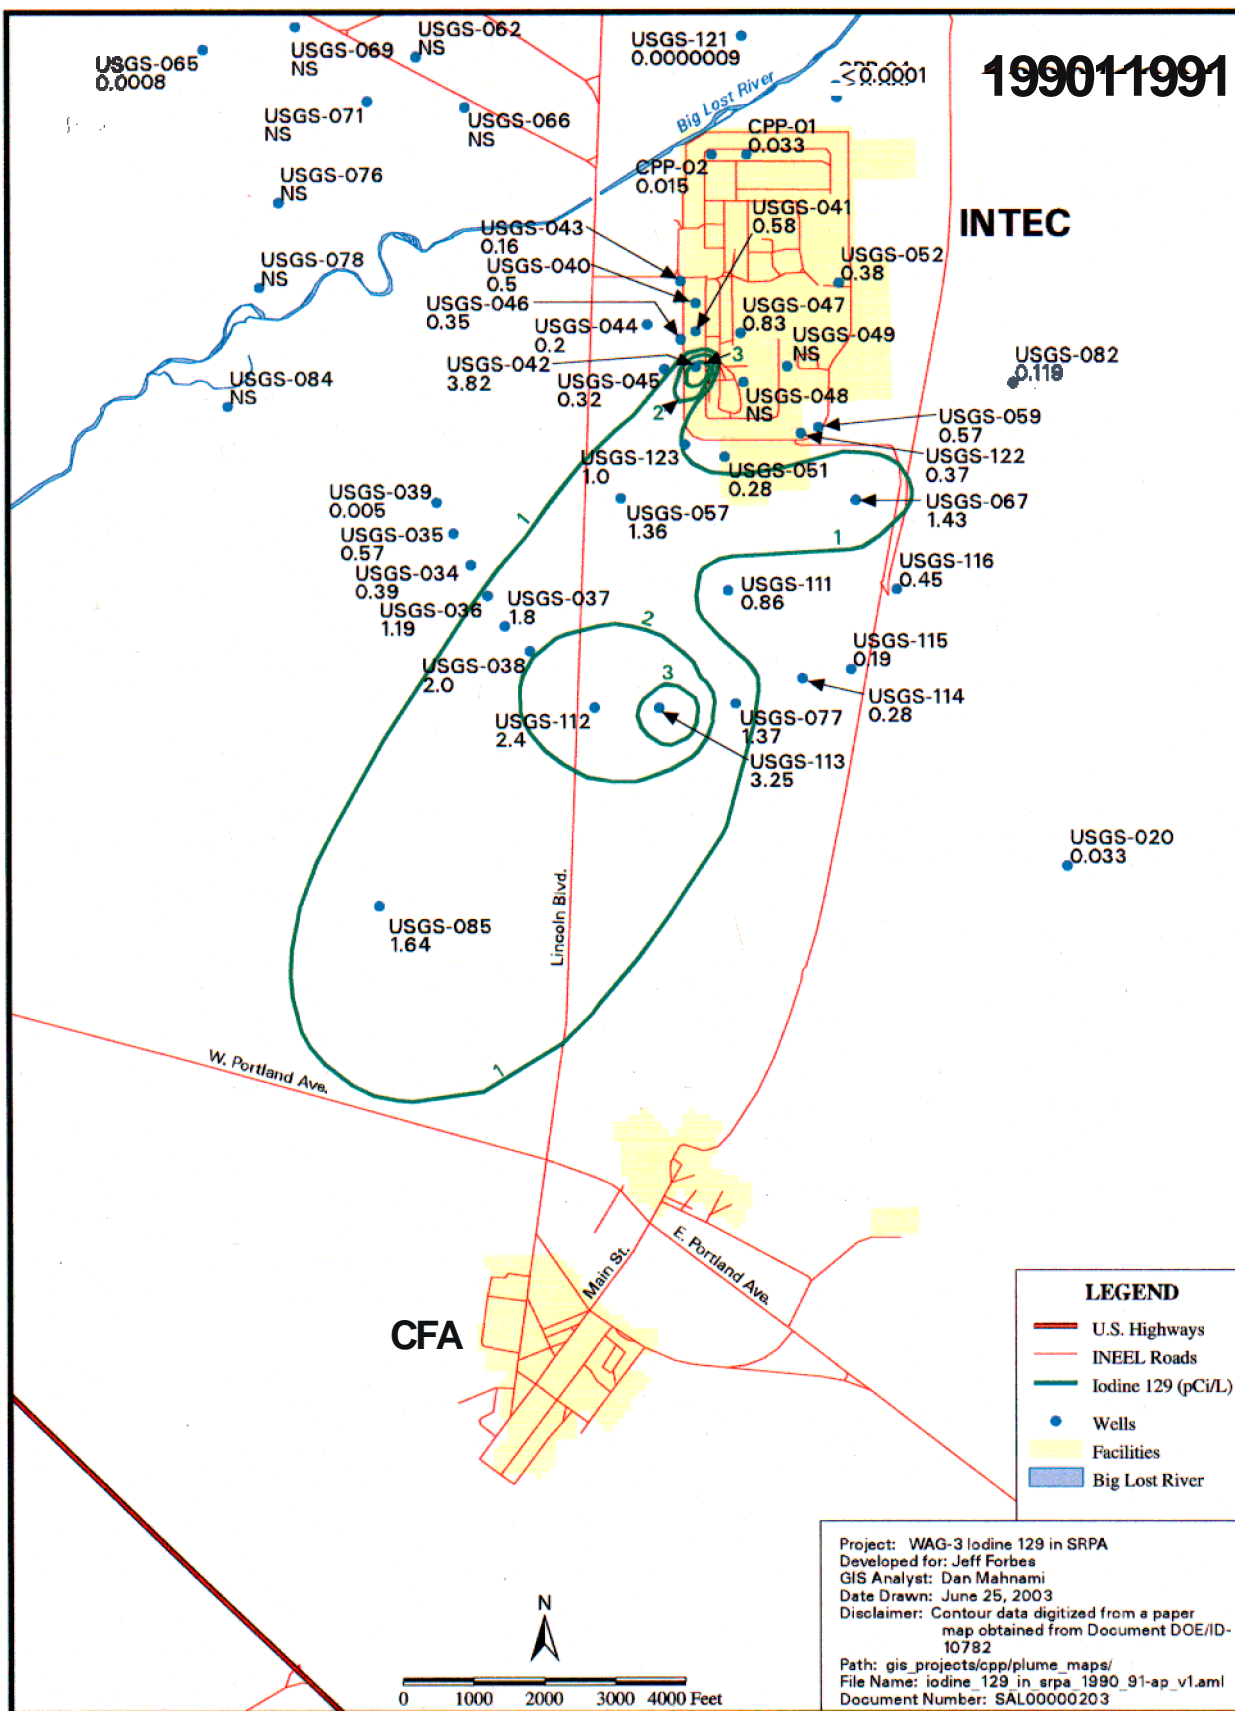 USGS-062
NS
USGS-069
NS
USGS-065
0.0008
USGS-121
0.0000009
199011991
<0.0001
USGS-071
NS
USGS-066
NS
Big Lost River
CPP-01
0.033
CPP-02
0.015
USGS-076
NS
USGS-041
0.58
INTEC
USGS-043
0.16
USGS-040
0.5
USGS-052
0.38
USGS-078
NS
USGS-046
0.35
USGS-044
0.2
USGS-047
0.83
USGS-049
NS
USGS-082
0.119
USGS-042
3.82
USGS-045
0.32
3
2
USGS-048
NS
USGS-084
NS
USGS-059
0.57
USGS-122
0.37
USGS-123
1.0
USGS-051
0.28
USGS-039
0.005
USGS-057
1.36
USGS-067
1.43
1
1
USGS-035
0.57
USGS-034
0.39
USGS-116
0.45
USGS-111
0.86
USGS-036
1.19
USGS-037
1.8
2
USGS-038
2.0
3
USGS-115
0.19
USGS-114
0.28
USGS-112
2.4
USGS-077
1.37
USGS-113
3.25
USGS-020
0.033
USGS-085
1.64
Lincoln Blvd.
W. Portland Ave.
1
Main St.
E. Portland Ave.
CFA
LEGEND
U.S. Highways
INEEL Roads
Iodine 129 (pCi/L)
Wells
Facilities
Big Lost River
Project: WAG-3 Iodine 129 in SRPA
Developed for: Jeff Forbes
GIS Analyst: Dan Mahnami
Date Drawn: June 25, 2003
Disclaimer: Contour data digitized from a paper
map obtained from Document DOE/ID-
10782
Path: gis_projects/cpp/plume_maps/
File Name: iodine_129_in_srpa_1990_91-ap_v1.aml
Document Number: SAL00000203
N
0 1000 2000 3000 4000 Feet